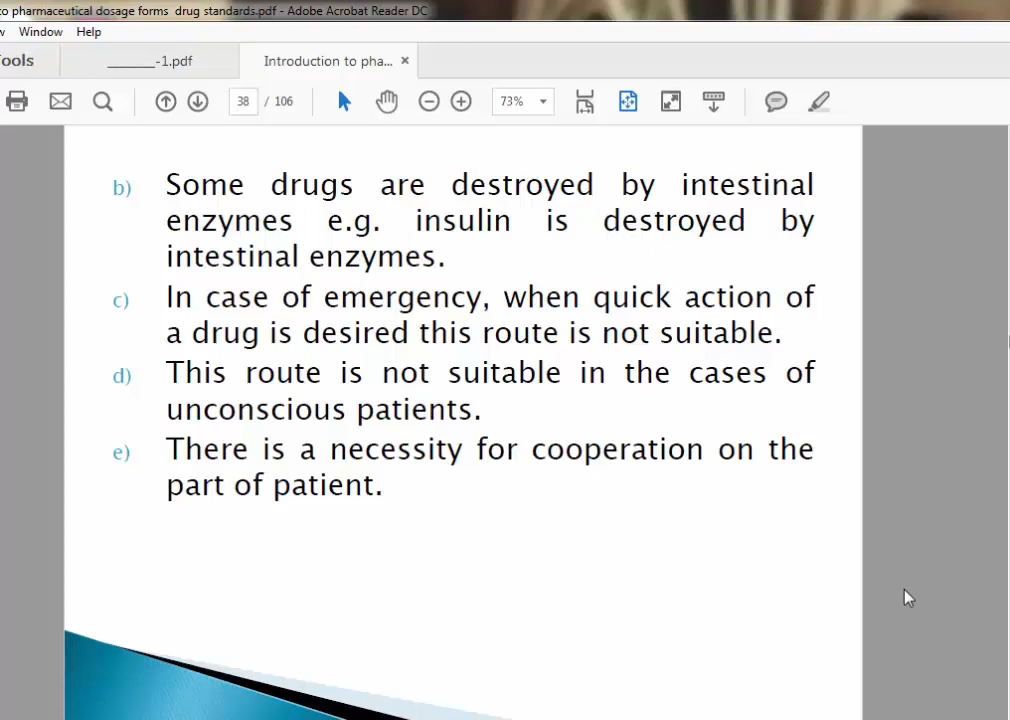 to pharmaceutical dosage forms drug standards.pdf - Adobe Acrobat Reader DC
w Window Help
Tools _______-1.pdf Introduction to pha... ×
38 / 106 73%
b) Some drugs are destroyed by intestinal
enzymes e.g. insulin is destroyed by
intestinal enzymes.
c) In case of emergency, when quick action of
a drug is desired this route is not suitable.
d) This route is not suitable in the cases of
unconscious patients.
e) There is a necessity for cooperation on the
part of patient.